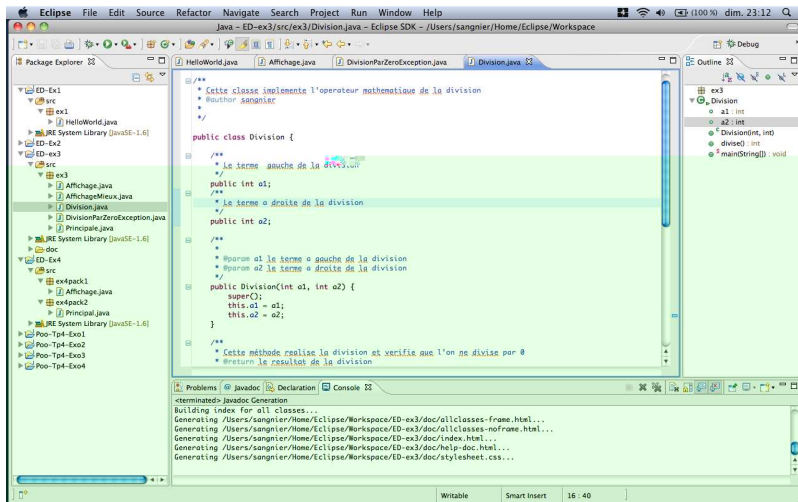 Eclipse File Edit Source Refactor Navigate Search Project Run Window Help (100 %) dim. 23:12
Java – ED-ex3/src/ex3/Division.java – Eclipse SDK – /Users/sangnier/Home/Eclipse/Workspace
Debug
Package Explorer
HelloWorld.java Affichage.java DivisionParZeroException.java Division.java
Outline
ED-Ex1
src
ex1
HelloWorld.java
JRE System Library [JavaSE-1.6]
ED-Ex2
ED-ex3
src
ex3
Affichage.java
AffichageMieux.java
Division.java
DivisionParZeroException.java
Principale.java
JRE System Library [JavaSE-1.6]
doc
ED-Ex4
src
ex4pack1
Affichage.java
ex4pack2
Principal.java
JRE System Library [JavaSE-1.6]
Poo-Tp4-Exo1
Poo-Tp4-Exo2
Poo-Tp4-Exo3
Poo-Tp4-Exo4
/**
* Cette classe implemente l'operateur mathematique de la division
* @author sangnier
*
*/
public class Division {
/**
* Le terme gauche de la division
*/
public int a1;
/**
* Le terme a droite de la division
*/
public int a2;
/**
*
* @param a1 le terme a gauche de la division
* @param a2 le terme a droite de la division
*/
public Division(int a1, int a2) {
super();
this.a1 = a1;
this.a2 = a2;
}
/**
* Cette méthode realise la division et verifie que l'on ne divise par 0
* @return le resultat de la division
ex3
Division
a1 : int
a2 : int
Division(int, int)
divise() : int
main(String[]) : void
Problems Javadoc Declaration Console
<terminated> Javadoc Generation
Building index for all classes...
Generating /Users/sangnier/Home/Eclipse/Workspace/ED-ex3/doc/allclasses-frame.html...
Generating /Users/sangnier/Home/Eclipse/Workspace/ED-ex3/doc/allclasses-noframe.html...
Generating /Users/sangnier/Home/Eclipse/Workspace/ED-ex3/doc/index.html...
Generating /Users/sangnier/Home/Eclipse/Workspace/ED-ex3/doc/help-doc.html...
Generating /Users/sangnier/Home/Eclipse/Workspace/ED-ex3/doc/stylesheet.css...
Writable Smart Insert 16 : 40